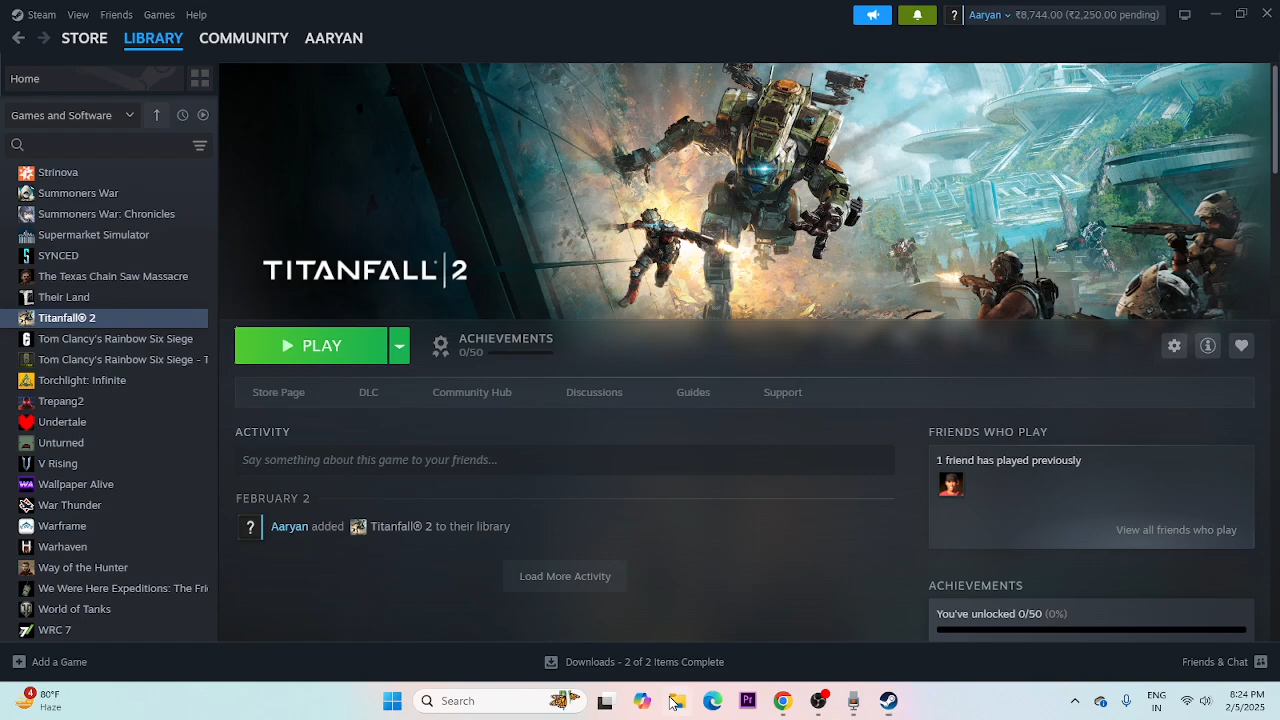 Steam View Friends Games Help
? Aaryan ₹8,744.00 (₹2,250.00 pending)
STORE LIBRARY COMMUNITY AARYAN
Home
Games and Software
Strinova
Summoners War
Summoners War: Chronicles
Supermarket Simulator
SYNCED
The Texas Chain Saw Massacre
Their Land
Titanfall® 2
Tom Clancy's Rainbow Six Siege
Tom Clancy's Rainbow Six Siege - T
Torchlight: Infinite
Trepang2
Undertale
Unturned
V Rising
Wallpaper Alive
War Thunder
Warframe
Warhaven
Way of the Hunter
We Were Here Expeditions: The Fri
World of Tanks
WRC 7
TITANFALL® 2
PLAY
ACHIEVEMENTS
0/50
Store Page DLC Community Hub Discussions Guides Support
ACTIVITY
Say something about this game to your friends...
FEBRUARY 2
? Aaryan added Titanfall® 2 to their library
Load More Activity
FRIENDS WHO PLAY
1 friend has played previously
View all friends who play
ACHIEVEMENTS
You've unlocked 0/50 (0%)
Add a Game
Downloads - 2 of 2 Items Complete
Friends & Chat
4
80°F
Haze
Search
Pr
ENG
IN
8:24 PM
2/5/2025